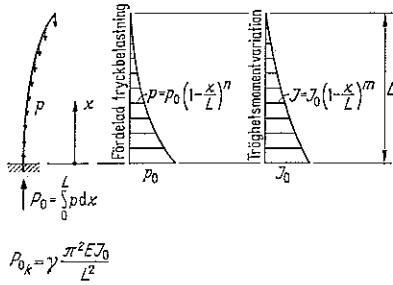 p
x
P₀ = ∫₀ᴸ p dx
Fördelad tryckbelastning
p = p₀(1 - x/L)ⁿ
p₀
Tröghetsmomentvariation
J = J₀(1 - x/L)ᵐ
J₀
L
P₀ₖ = γ π²EJ₀/L²